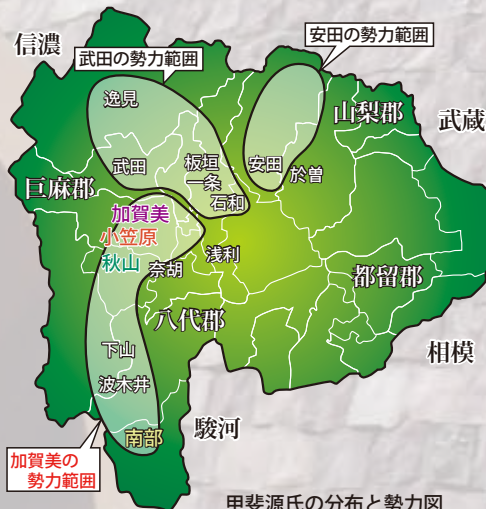 信濃
武田の勢力範囲
安田の勢力範囲
逸見
山梨郡
武蔵
武田
板垣
一条
石和
安田
於曽
巨麻郡
加賀美
小笠原
秋山
奈胡
浅利
都留郡
八代郡
下山
相模
波木井
南部
駿河
加賀美の
勢力範囲
甲斐源氏の分布と勢力図